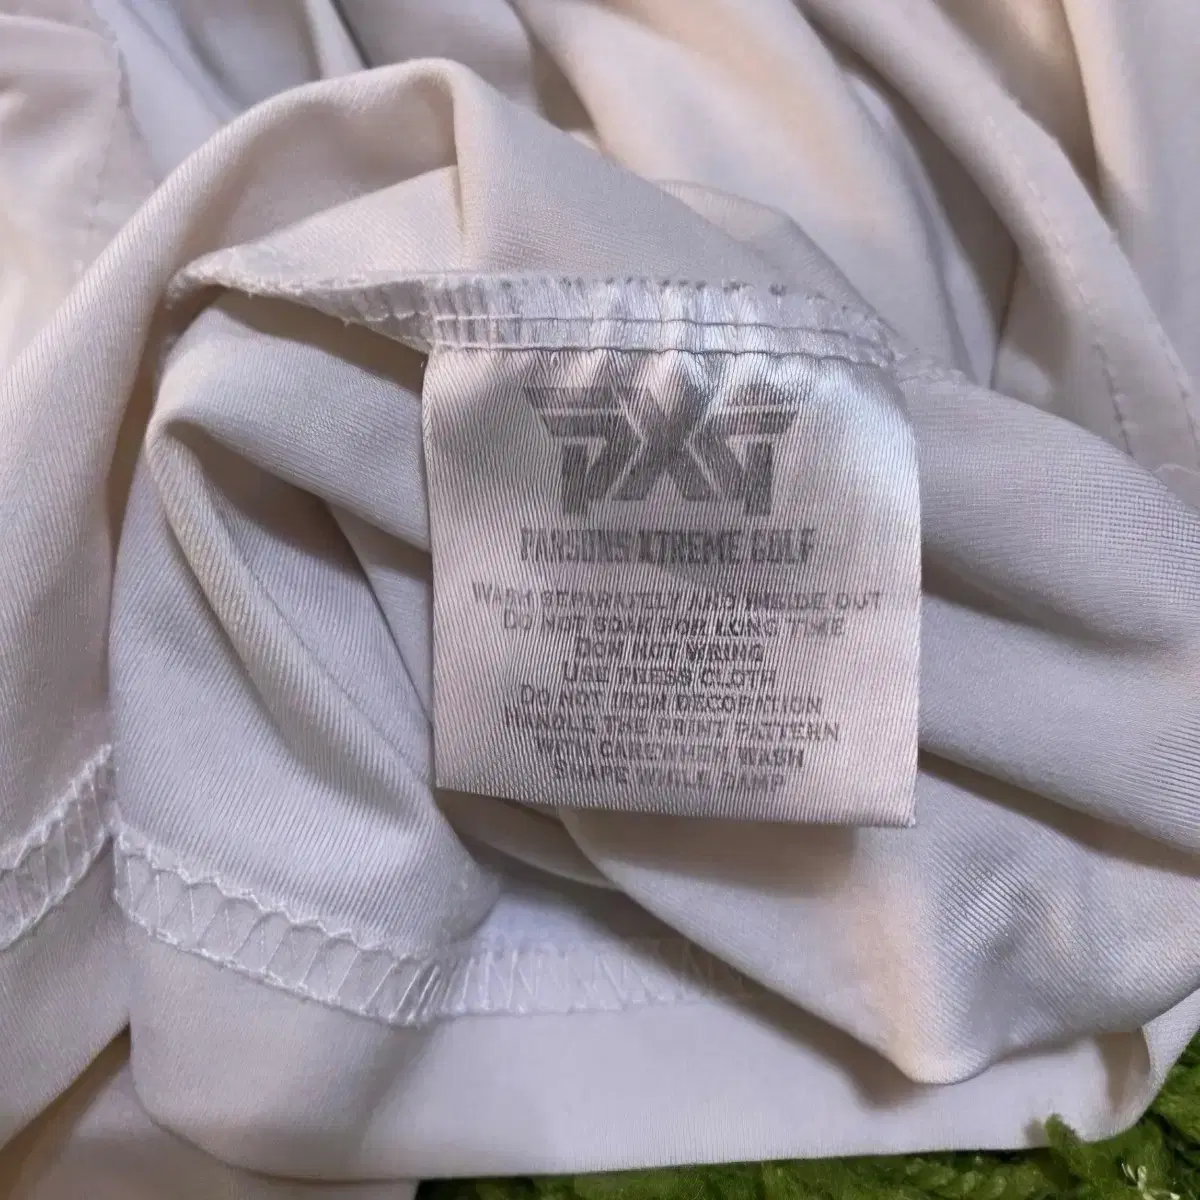 PXG
PARSONS XTREME GOLF
WARM SEPARATELY AND INSIDE OUT
DO NOT SOAK FOR LONG TIME
DON NOT WRING
USE PRESS CLOTH
DO NOT IRON DECORATION
HANDLE THE PRINT PATTERN
WITH CAREWHEN WASH
SHAPE WHILE DAMP